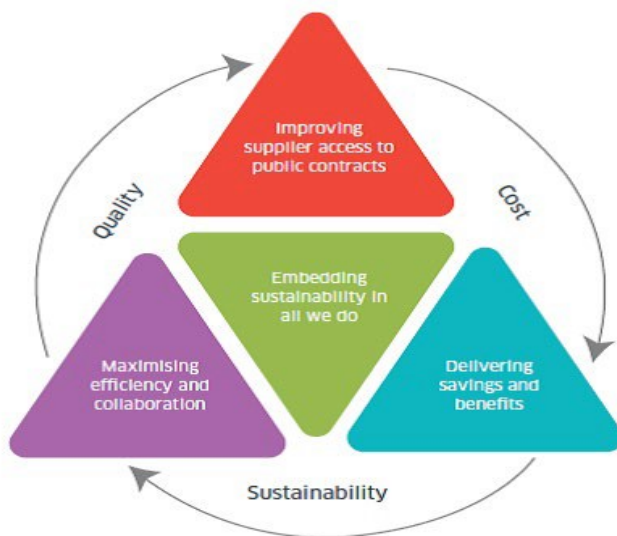 Improving
supplier access to
public contracts
Quality
Cost
Embedding
sustainability in
all we do
Maximising
efficiency and
collaboration
Delivering
savings and
benefits
Sustainability